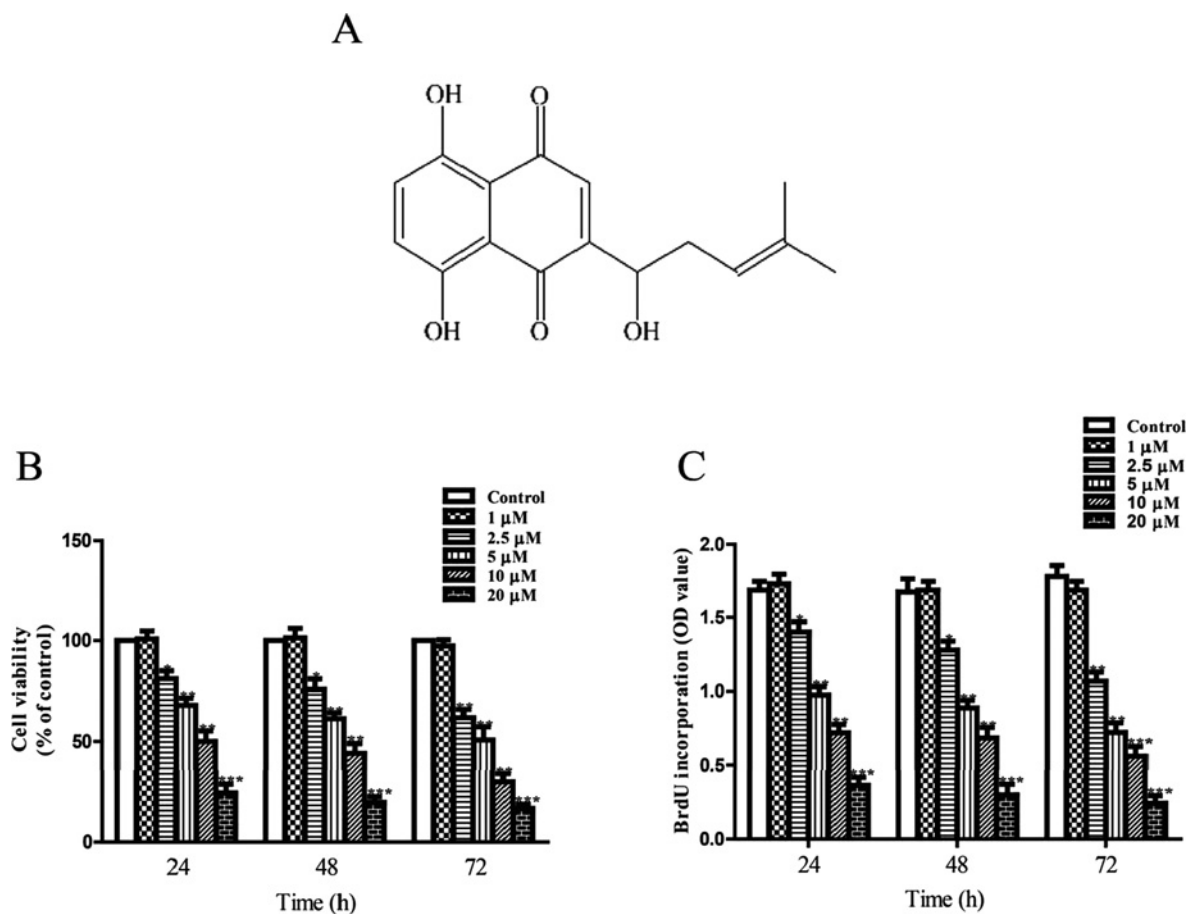 A
OH
O
OH
O
OH
B
Control
1 μM
2.5 μM
5 μM
10 μM
20 μM
150
100
50
0
Cell viability
(% of control)
*
**
**
***
*
**
**
***
**
**
**
***
24
48
72
Time (h)
C
Control
1 μM
2.5 μM
5 μM
10 μM
20 μM
2.0
1.5
1.0
0.5
0.0
BrdU incorporation (OD value)
*
**
**
***
*
**
**
***
**
**
***
***
24
48
72
Time (h)